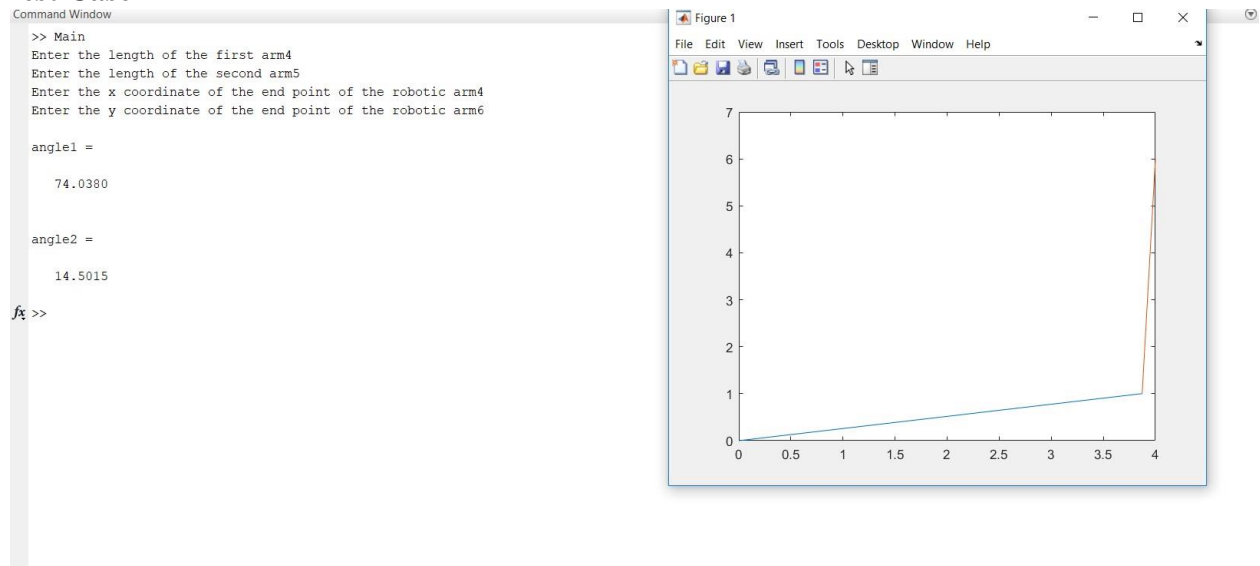 Command Window
>> Main
Enter the length of the first arm4
Enter the length of the second arm5
Enter the x coordinate of the end point of the robotic arm4
Enter the y coordinate of the end point of the robotic arm6
angle1 =
74.0380
angle2 =
14.5015
fx >>
Figure 1
File Edit View Insert Tools Desktop Window Help
7
6
5
4
3
2
1
0
0 0.5 1 1.5 2 2.5 3 3.5 4